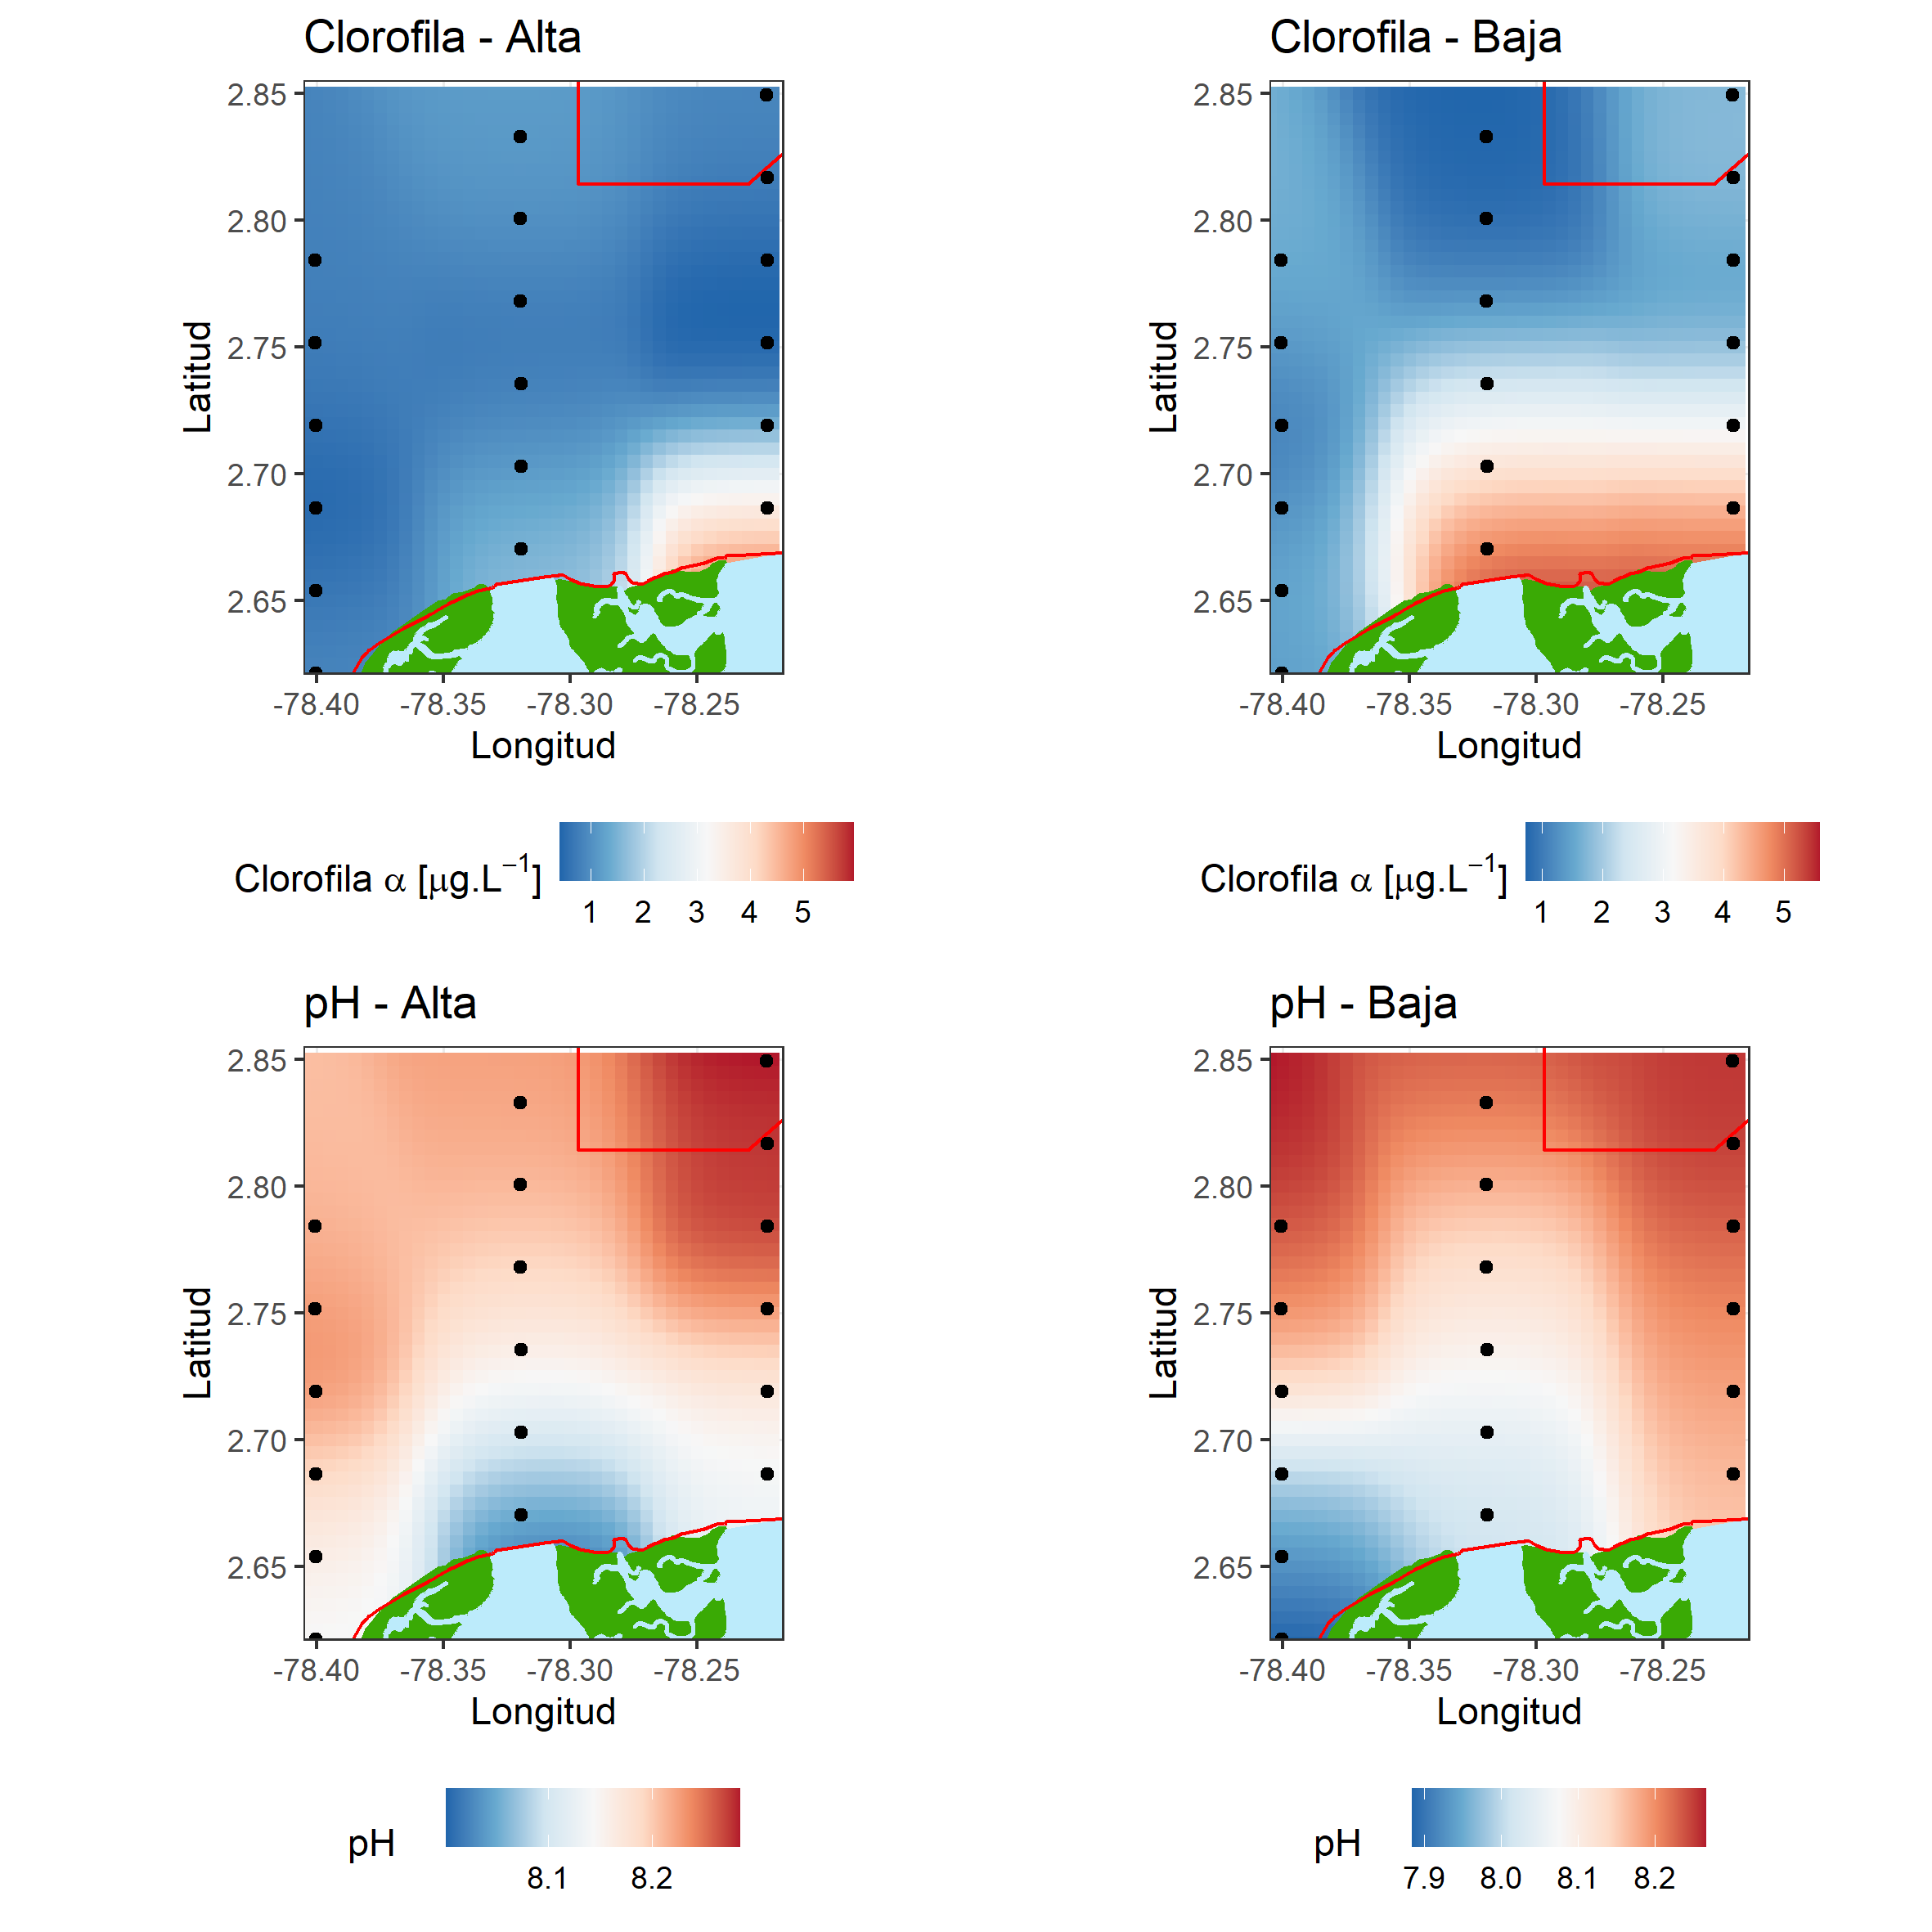 Clorofila - Alta
Clorofila - Baja
2.85
2.80
2.75
2.70
2.65
Latitud
-78.40 -78.35 -78.30 -78.25
Longitud
Clorofila α [μg.L⁻¹]
1 2 3 4 5
2.85
2.80
2.75
2.70
2.65
Latitud
-78.40 -78.35 -78.30 -78.25
Longitud
Clorofila α [μg.L⁻¹]
1 2 3 4 5
pH - Alta
pH - Baja
2.85
2.80
2.75
2.70
2.65
Latitud
-78.40 -78.35 -78.30 -78.25
Longitud
pH
8.1 8.2
2.85
2.80
2.75
2.70
2.65
Latitud
-78.40 -78.35 -78.30 -78.25
Longitud
pH
7.9 8.0 8.1 8.2